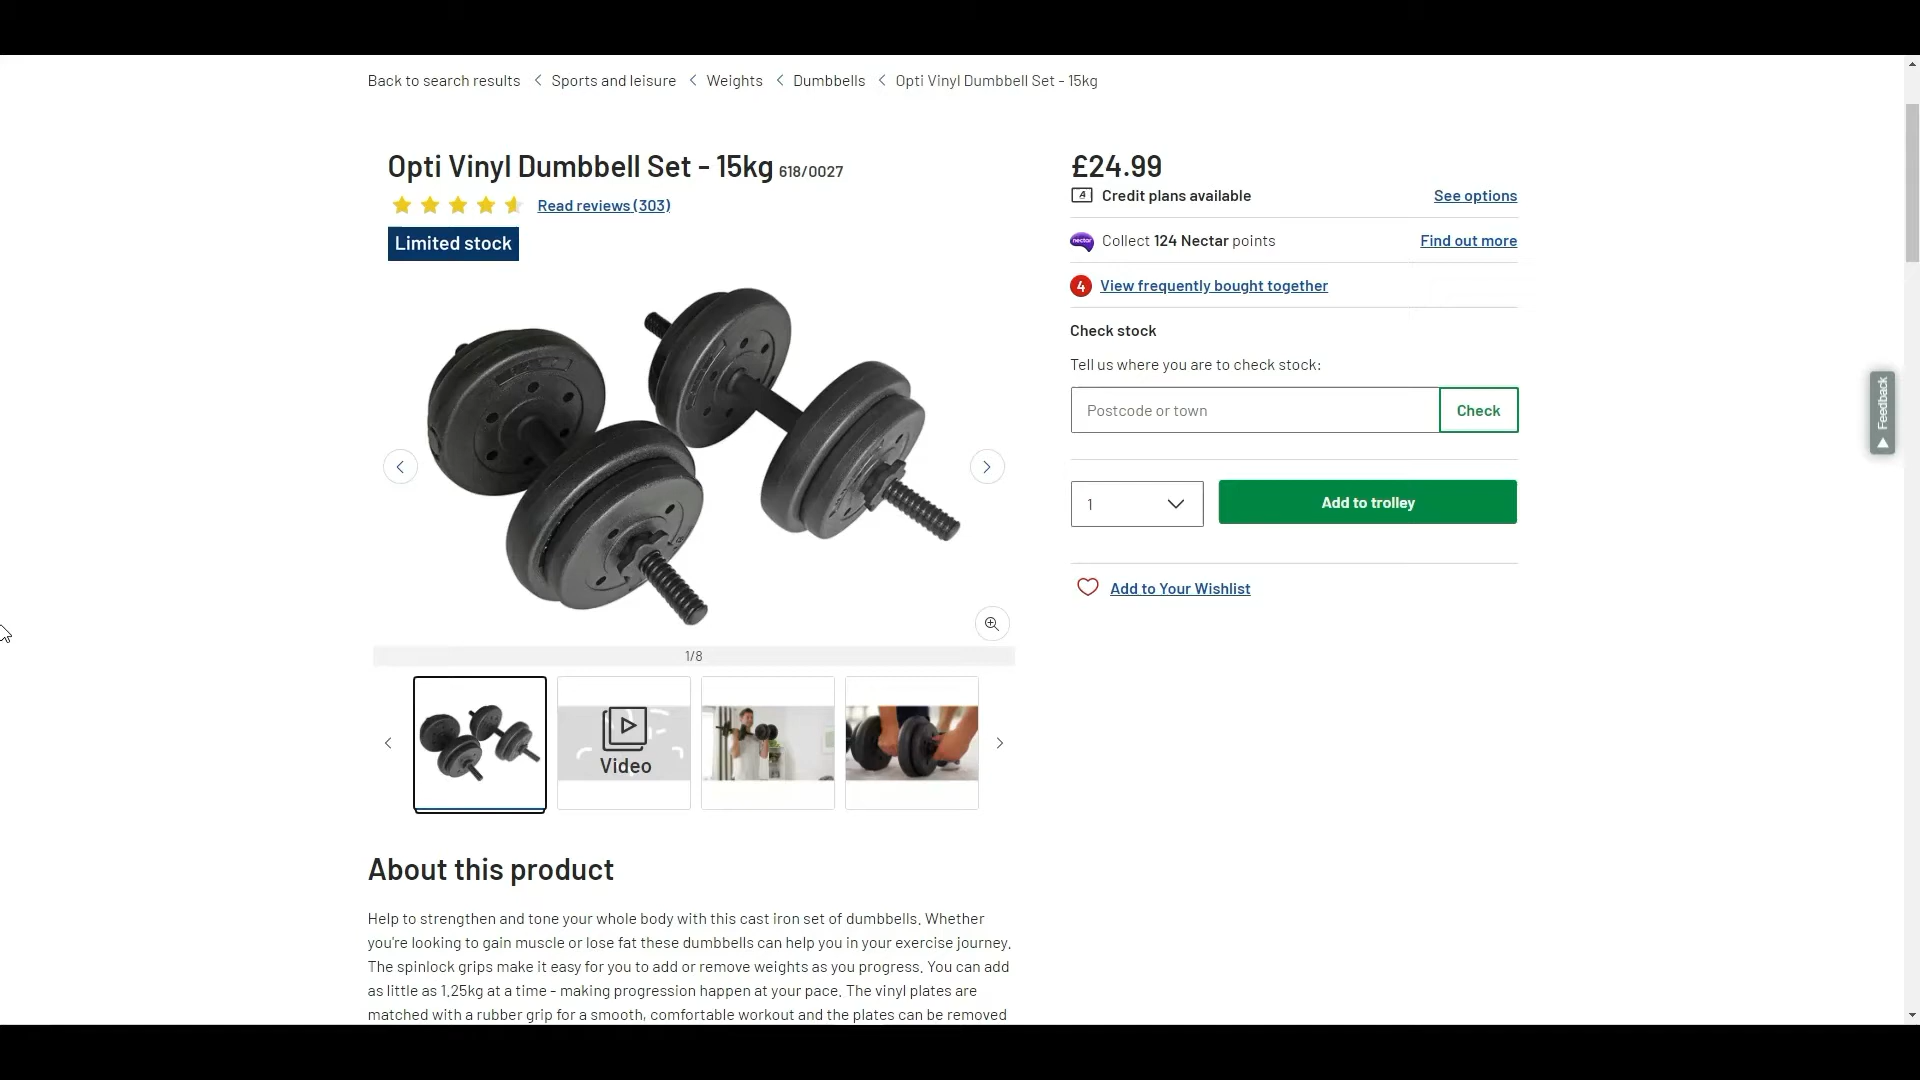 Back to search results < Sports and leisure < Weights < Dumbbells < Opti Vinyl Dumbbell Set - 15kg
Opti Vinyl Dumbbell Set - 15kg 618/0027
Read reviews (303)
Limited stock
1/8
Video
£24.99
Credit plans available See options
nectar Collect 124 Nectar points Find out more
4 View frequently bought together
Check stock
Tell us where you are to check stock:
Postcode or town Check
1 Add to trolley
Add to Your Wishlist
Feedback
About this product
Help to strengthen and tone your whole body with this cast iron set of dumbbells. Whether
you're looking to gain muscle or lose fat these dumbbells can help you in your exercise journey.
The spinlock grips make it easy for you to add or remove weights as you progress. You can add
as little as 1.25kg at a time - making progression happen at your pace. The vinyl plates are
matched with a rubber grip for a smooth, comfortable workout and the plates can be removed